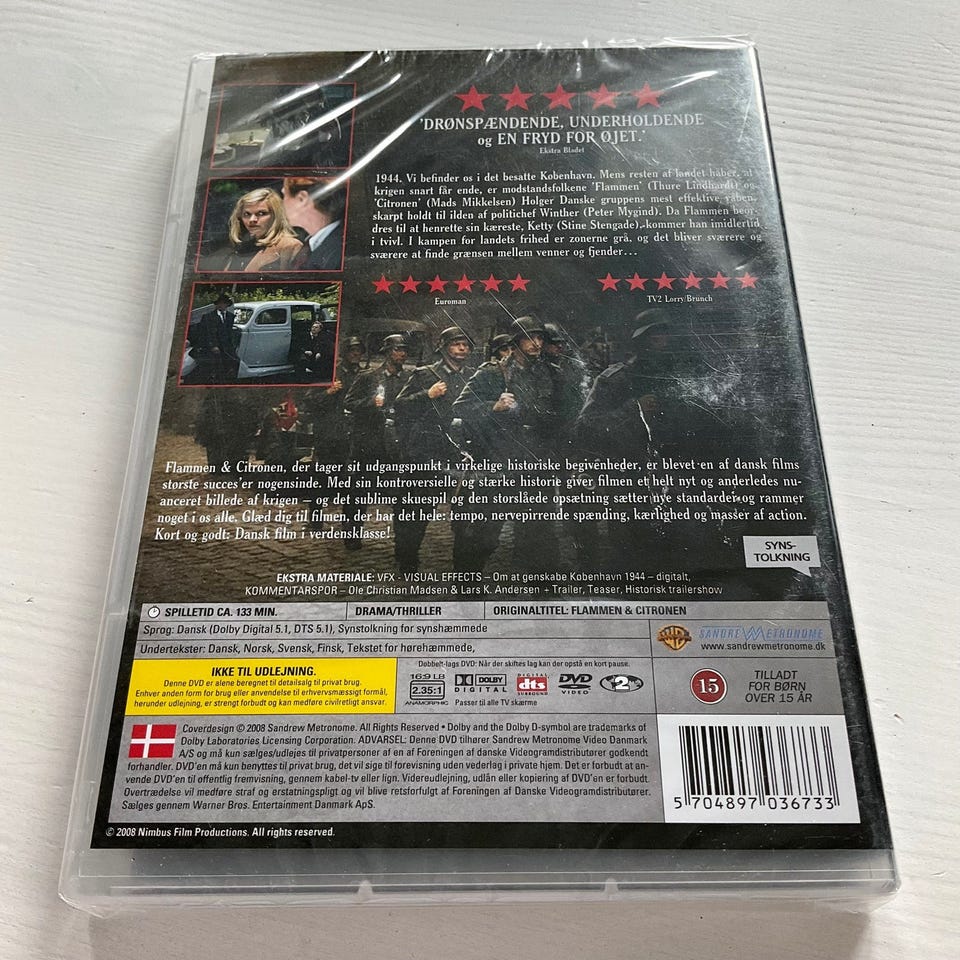 'DRØNSPÆNDENDE, UNDERHOLDENDE
og EN FRYD FOR ØJET.'
Ekstra Bladet
1944. Vi befinder os i det besatte København. Mens resten af landet håber, at
krigen snart får ende, er modstandsfolkene 'Flammen' (Thure Lindhardt) og
'Citronen' (Mads Mikkelsen) Holger Danske gruppens mest effektive våben,
skarpt holdt til ilden af politichef Winther (Peter Mygind). Da Flammen beor-
dres til at henrette sin kæreste, Ketty (Stine Stengade), kommer han imidlertid
i tvivl. I kampen for landets frihed er zonerne grå, og det bliver sværere og
sværere at finde grænsen mellem venner og fjender...
Euroman
TV2 Lorry Brunch
Flammen & Citronen, der tager sit udgangspunkt i virkelige historiske begivenheder, er blevet en af dansk films
største succes'er nogensinde. Med sin kontroversielle og stærke historie giver filmen et helt nyt og anderledes nu-
anceret billede af krigen – og det sublime skuespil og den storslåede opsætning sætter nye standarder og rammer
noget i os alle. Glæd dig til filmen, der har det hele: tempo, nervepirrende spænding, kærlighed og masser af action.
Kort og godt: Dansk film i verdensklasse!
SYNS-
TOLKNING
EKSTRA MATERIALE: VFX - VISUAL EFFECTS – Om at genskabe København 1944 – digitalt,
KOMMENTARSPOR – Ole Christian Madsen & Lars K. Andersen + Trailer, Teaser, Historisk trailershow
SPILLETID CA. 133 MIN. DRAMA/THRILLER ORIGINALTITEL: FLAMMEN & CITRONEN
Sprog: Dansk (Dolby Digital 5.1, DTS 5.1), Synstolkning for synshæmmede
Undertekster: Dansk, Norsk, Svensk, Finsk, Tekstet for hørehæmmede,
SANDREW METRONOME
www.sandrewmetronome.dk
IKKE TIL UDLEJNING.
Denne DVD er alene beregnet til detailsalg til privat brug.
Enhver anden form for brug eller anvendelse til erhvervsmæssigt formål,
herunder udlejning, er strengt forbudt og kan medføre civilretligt ansvar.
Dobbelt-lags DVD: Når der skiftes lag kan der opstå en kort pause.
16:9 LB
2.35:1
ANAMORPHIC
DOLBY
DIGITAL
DIGITAL
dts
SURROUND
DVD
VIDEO
2
Passer til alle TV skærme
15
TILLADT
FOR BØRN
OVER 15 ÅR
Coverdesign © 2008 Sandrew Metronome. All Rights Reserved • Dolby and the Dolby D-symbol are trademarks of
Dolby Laboratories Licensing Corporation. ADVARSEL: Denne DVD tilhører Sandrew Metronome Video Danmark
A/S og må kun sælges/udlejes til privatpersoner af en af Foreningen af danske Videogramdistributører godkendt
forhandler. DVD'en må kun benyttes til privat brug, det vil sige til forevisning uden vederlag i private hjem. Det er forbudt at an-
vende DVD'en til offentlig fremvisning, gennem kabel-tv eller lign. Videreudlejning, udlån eller kopiering af DVD'en er forbudt.
Overtrædelse vil medføre straf og erstatningspligt og vil blive retsforfulgt af Foreningen af Danske Videogramdistributører.
Sælges gennem Warner Bros. Entertainment Danmark ApS.
5 704897 036733
© 2008 Nimbus Film Productions. All rights reserved.